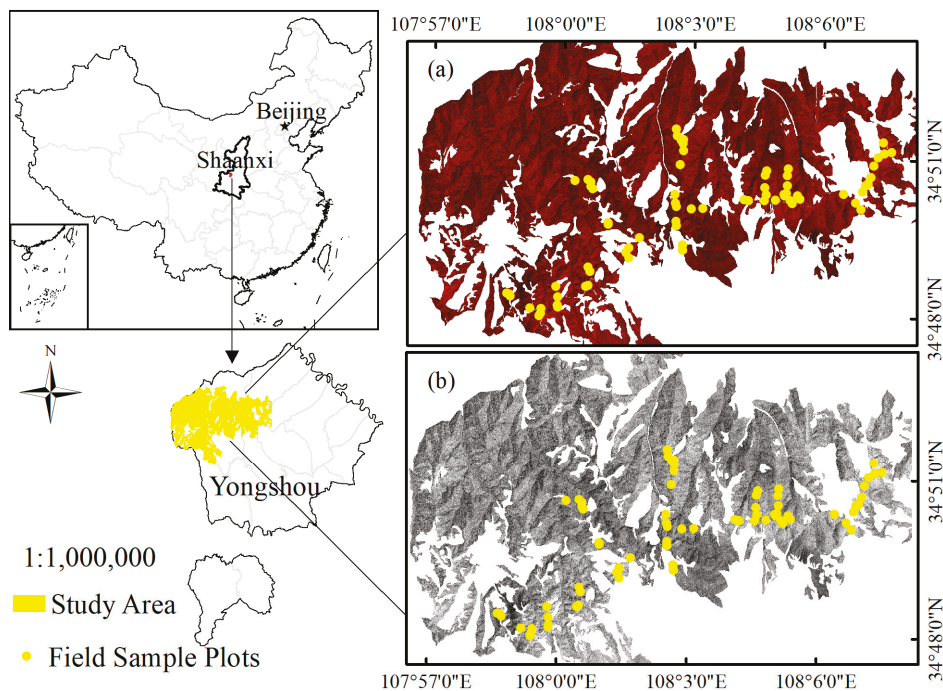 107°57'0"E 108°0'0"E 108°3'0"E 108°6'0"E
(a)
Beijing
Shaanxi
34°51'0"N
34°48'0"N
N
(b)
Yongshou
34°51'0"N
1:1,000,000
Study Area
Field Sample Plots
34°48'0"N
107°57'0"E 108°0'0"E 108°3'0"E 108°6'0"E